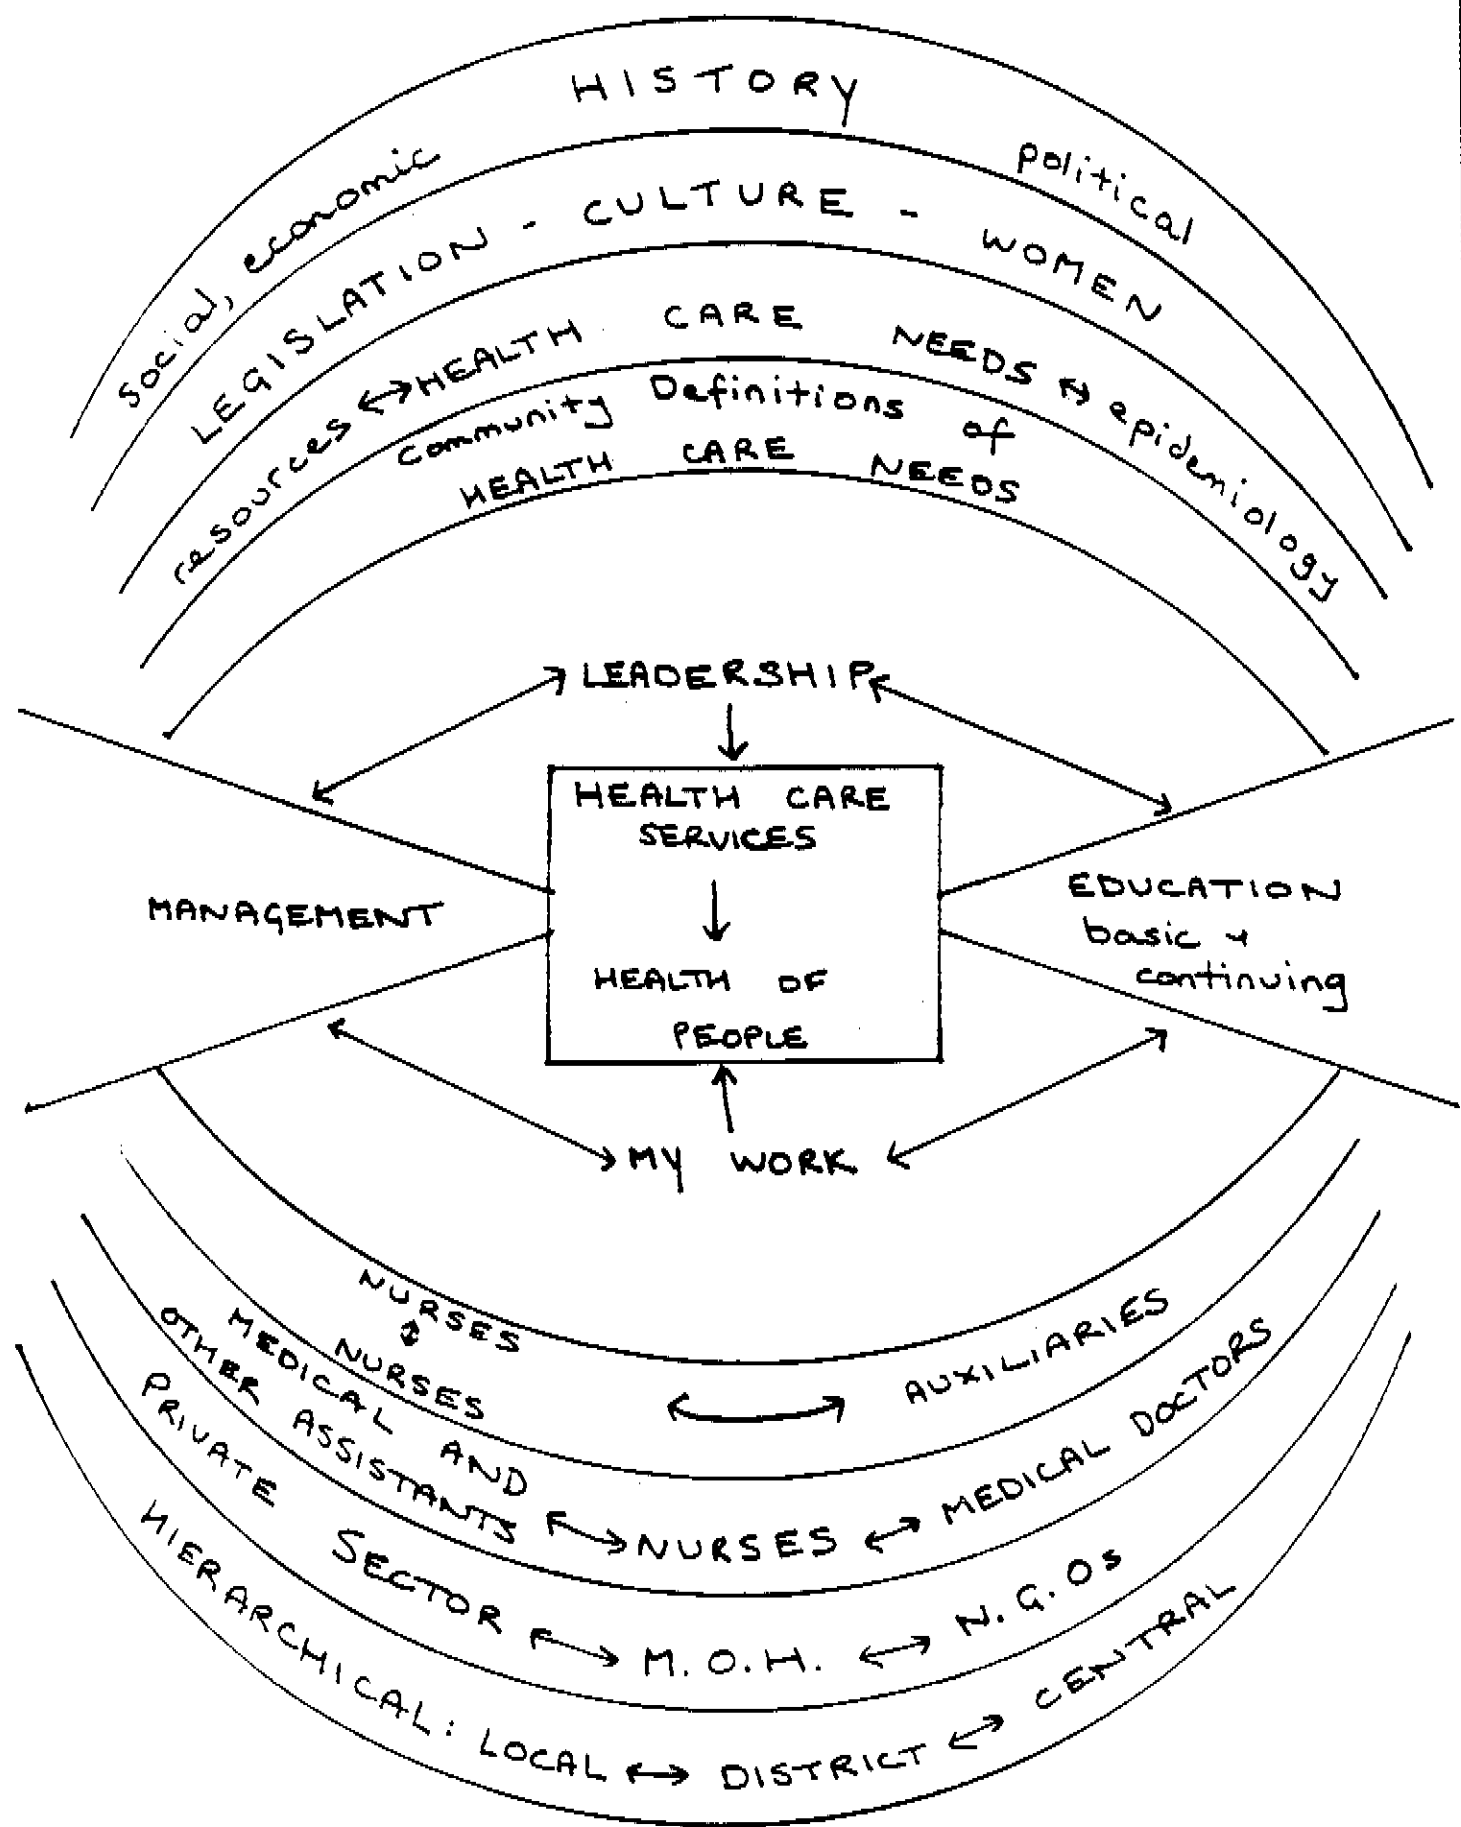 HISTORY
social, economic
political
LEGISLATION - CULTURE - WOMEN
resources ↔ HEALTH CARE NEEDS ↔ epidemiology
Community Definitions of
HEALTH CARE NEEDS
LEADERSHIP
HEALTH CARE
SERVICES
HEALTH OF
PEOPLE
MANAGEMENT
EDUCATION
basic +
continuing
MY WORK
NURSES
NURSES ↔ AUXILIARIES
MEDICAL AND
OTHER ASSISTANTS ↔ NURSES ↔ MEDICAL DOCTORS
PRIVATE SECTOR ↔ M.O.H. ↔ N.G.Os
HIERARCHICAL: LOCAL ↔ DISTRICT ↔ CENTRAL